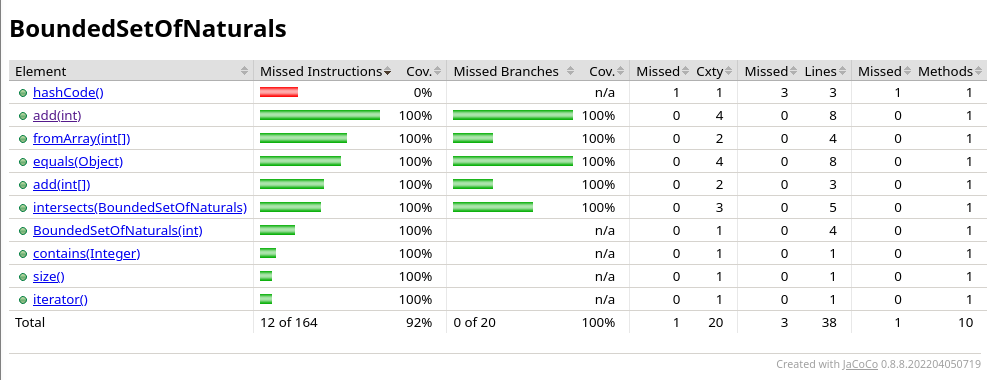 BoundedSetOfNaturals
Element Missed Instructions Cov. Missed Branches Cov. Missed Cxty Missed Lines Missed Methods
hashCode() 0% n/a 1 1 3 3 1 1
add(int) 100% 100% 0 4 0 8 0 1
fromArray(int[]) 100% 100% 0 2 0 4 0 1
equals(Object) 100% 100% 0 4 0 8 0 1
add(int[]) 100% 100% 0 2 0 3 0 1
intersects(BoundedSetOfNaturals) 100% 100% 0 3 0 5 0 1
BoundedSetOfNaturals(int) 100% n/a 0 1 0 4 0 1
contains(Integer) 100% n/a 0 1 0 1 0 1
size() 100% n/a 0 1 0 1 0 1
iterator() 100% n/a 0 1 0 1 0 1
Total 12 of 164 92% 0 of 20 100% 1 20 3 38 1 10
Created with JaCoCo 0.8.8.202204050719